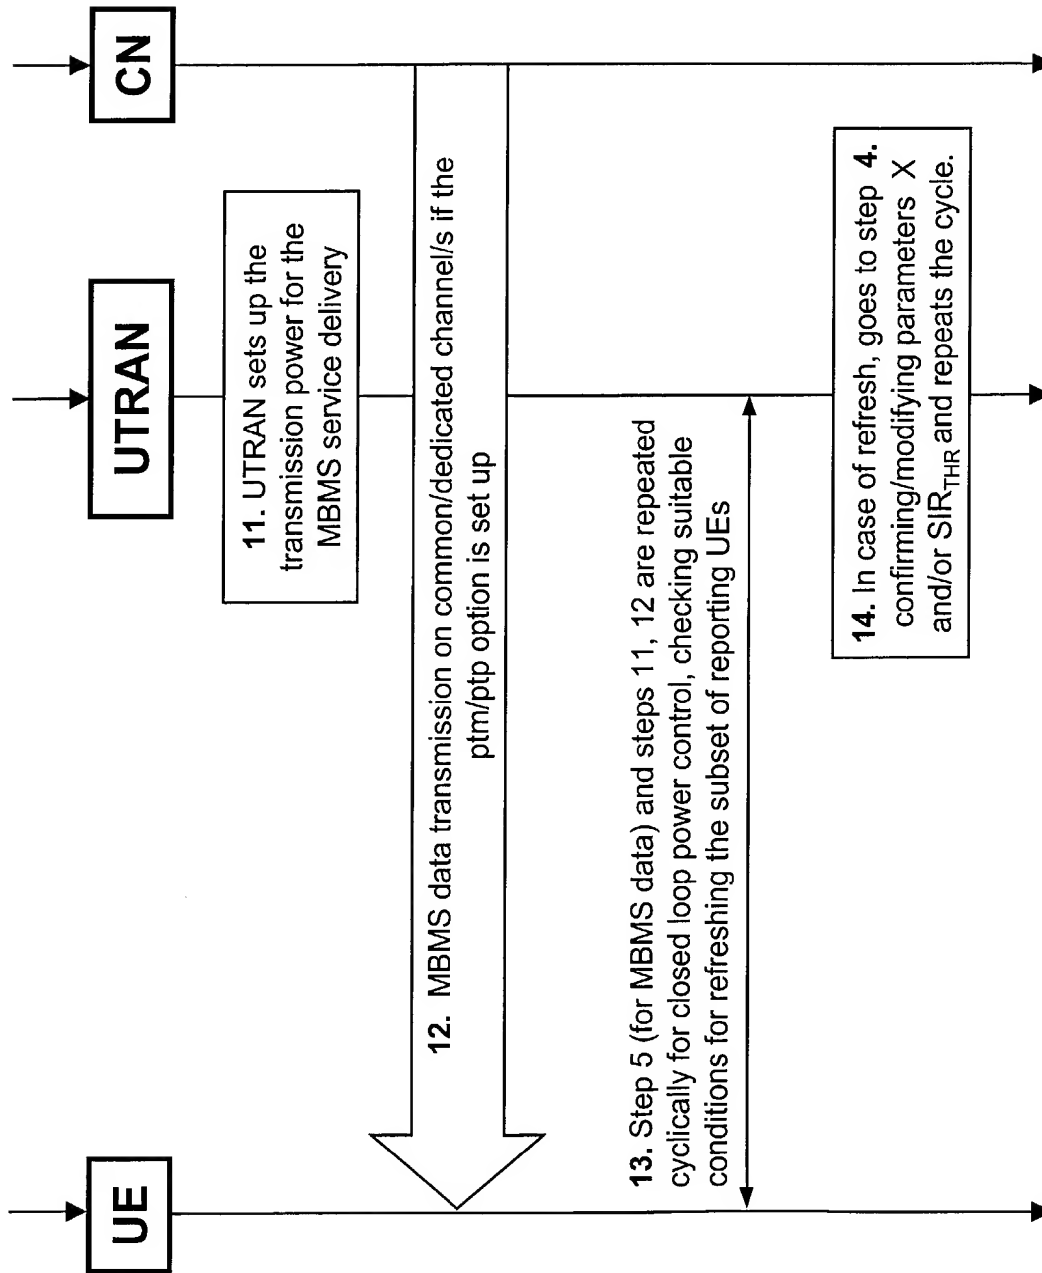 UE
UTRAN
CN
11. UTRAN sets up the
transmission power for the
MBMS service delivery
12. MBMS data transmission on common/dedicated channel/s if the
ptm/ptp option is set up
13. Step 5 (for MBMS data) and steps 11, 12 are repeated
cyclically for closed loop power control, checking suitable
conditions for refreshing the subset of reporting UEs
14. In case of refresh, goes to step 4.
confirming/modifying parameters X
and/or SIR_THR and repeats the cycle.